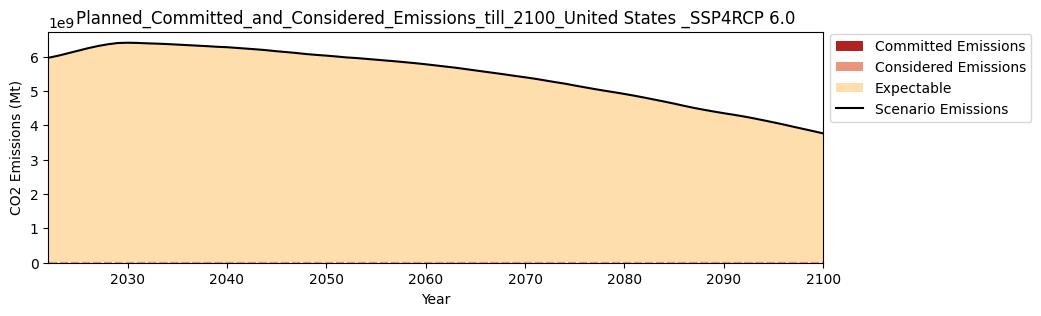 Planned_Committed_and_Considered_Emissions_till_2100_United States _SSP4RCP 6.0
1e9
6
5
4
3
2
1
0
CO2 Emissions (Mt)
2030 2040 2050 2060 2070 2080 2090 2100
Year
Committed Emissions
Considered Emissions
Expectable
Scenario Emissions